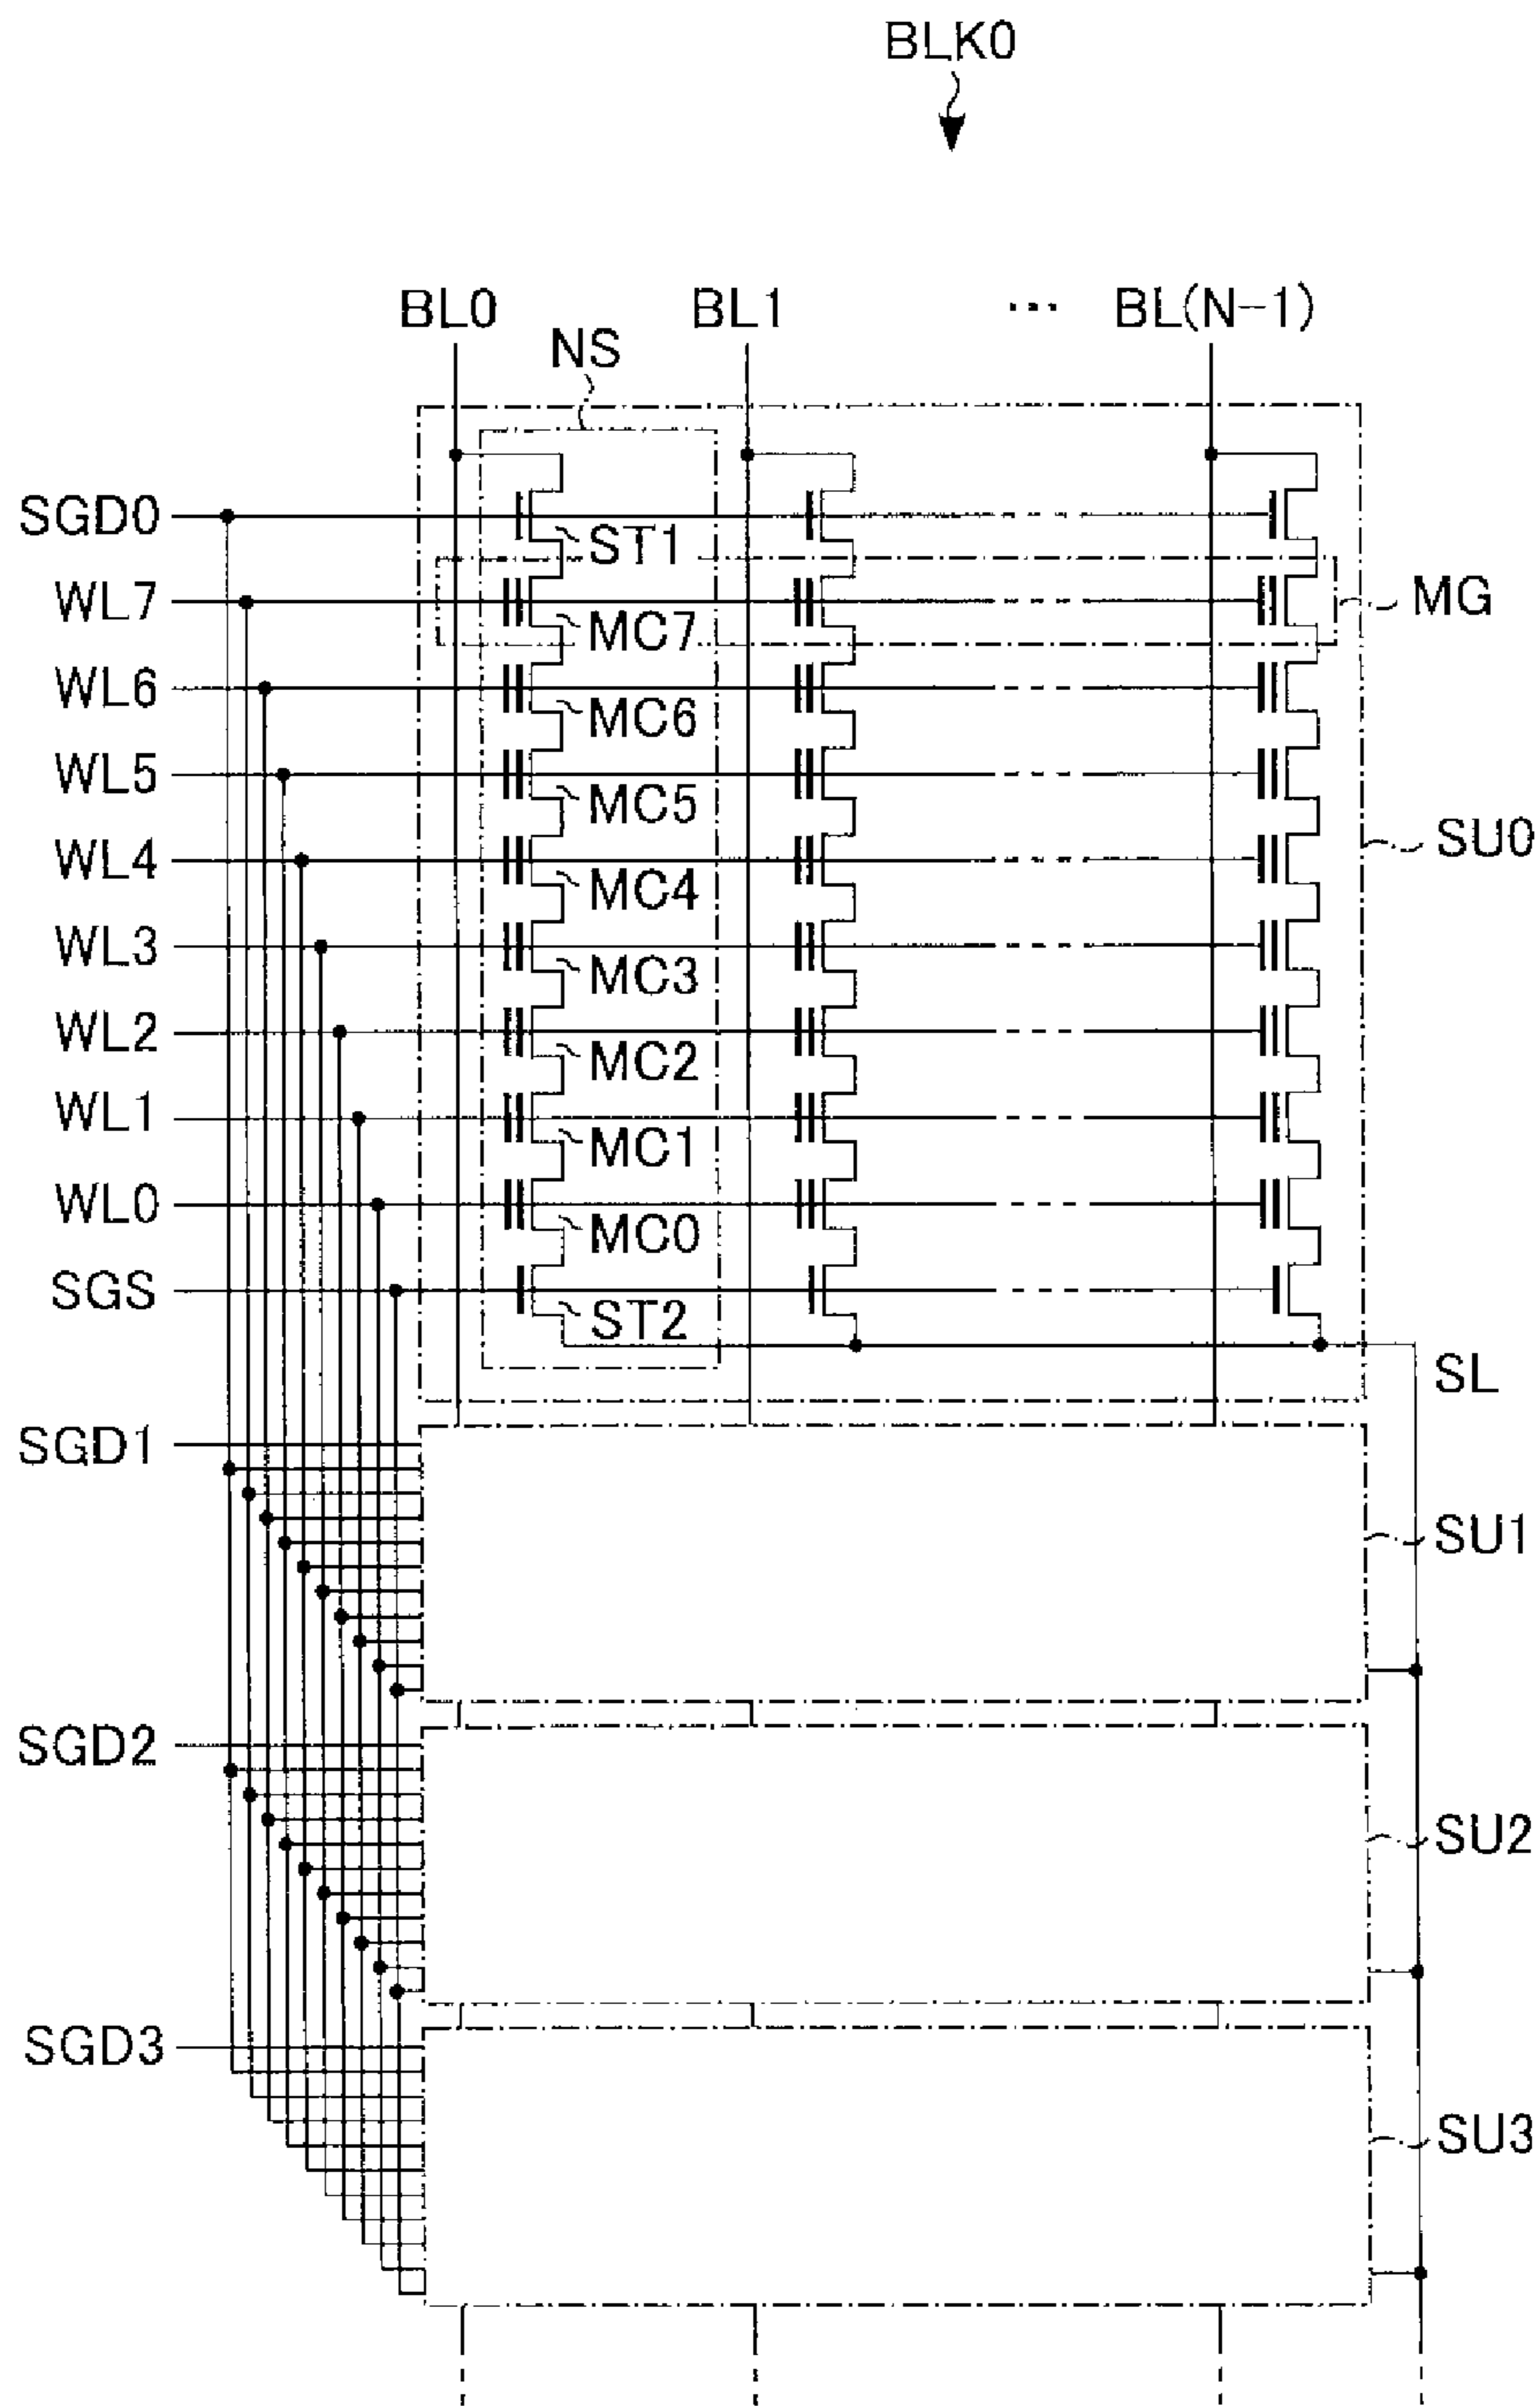 BLK0
BL0 BL1 ... BL(N-1)
NS
SGD0
ST1
WL7
MG
MC7
WL6
MC6
WL5
MC5
SU0
WL4
MC4
WL3
MC3
WL2
MC2
WL1
MC1
WL0
MC0
SGS
ST2
SL
SGD1
SU1
SGD2
SU2
SGD3
SU3